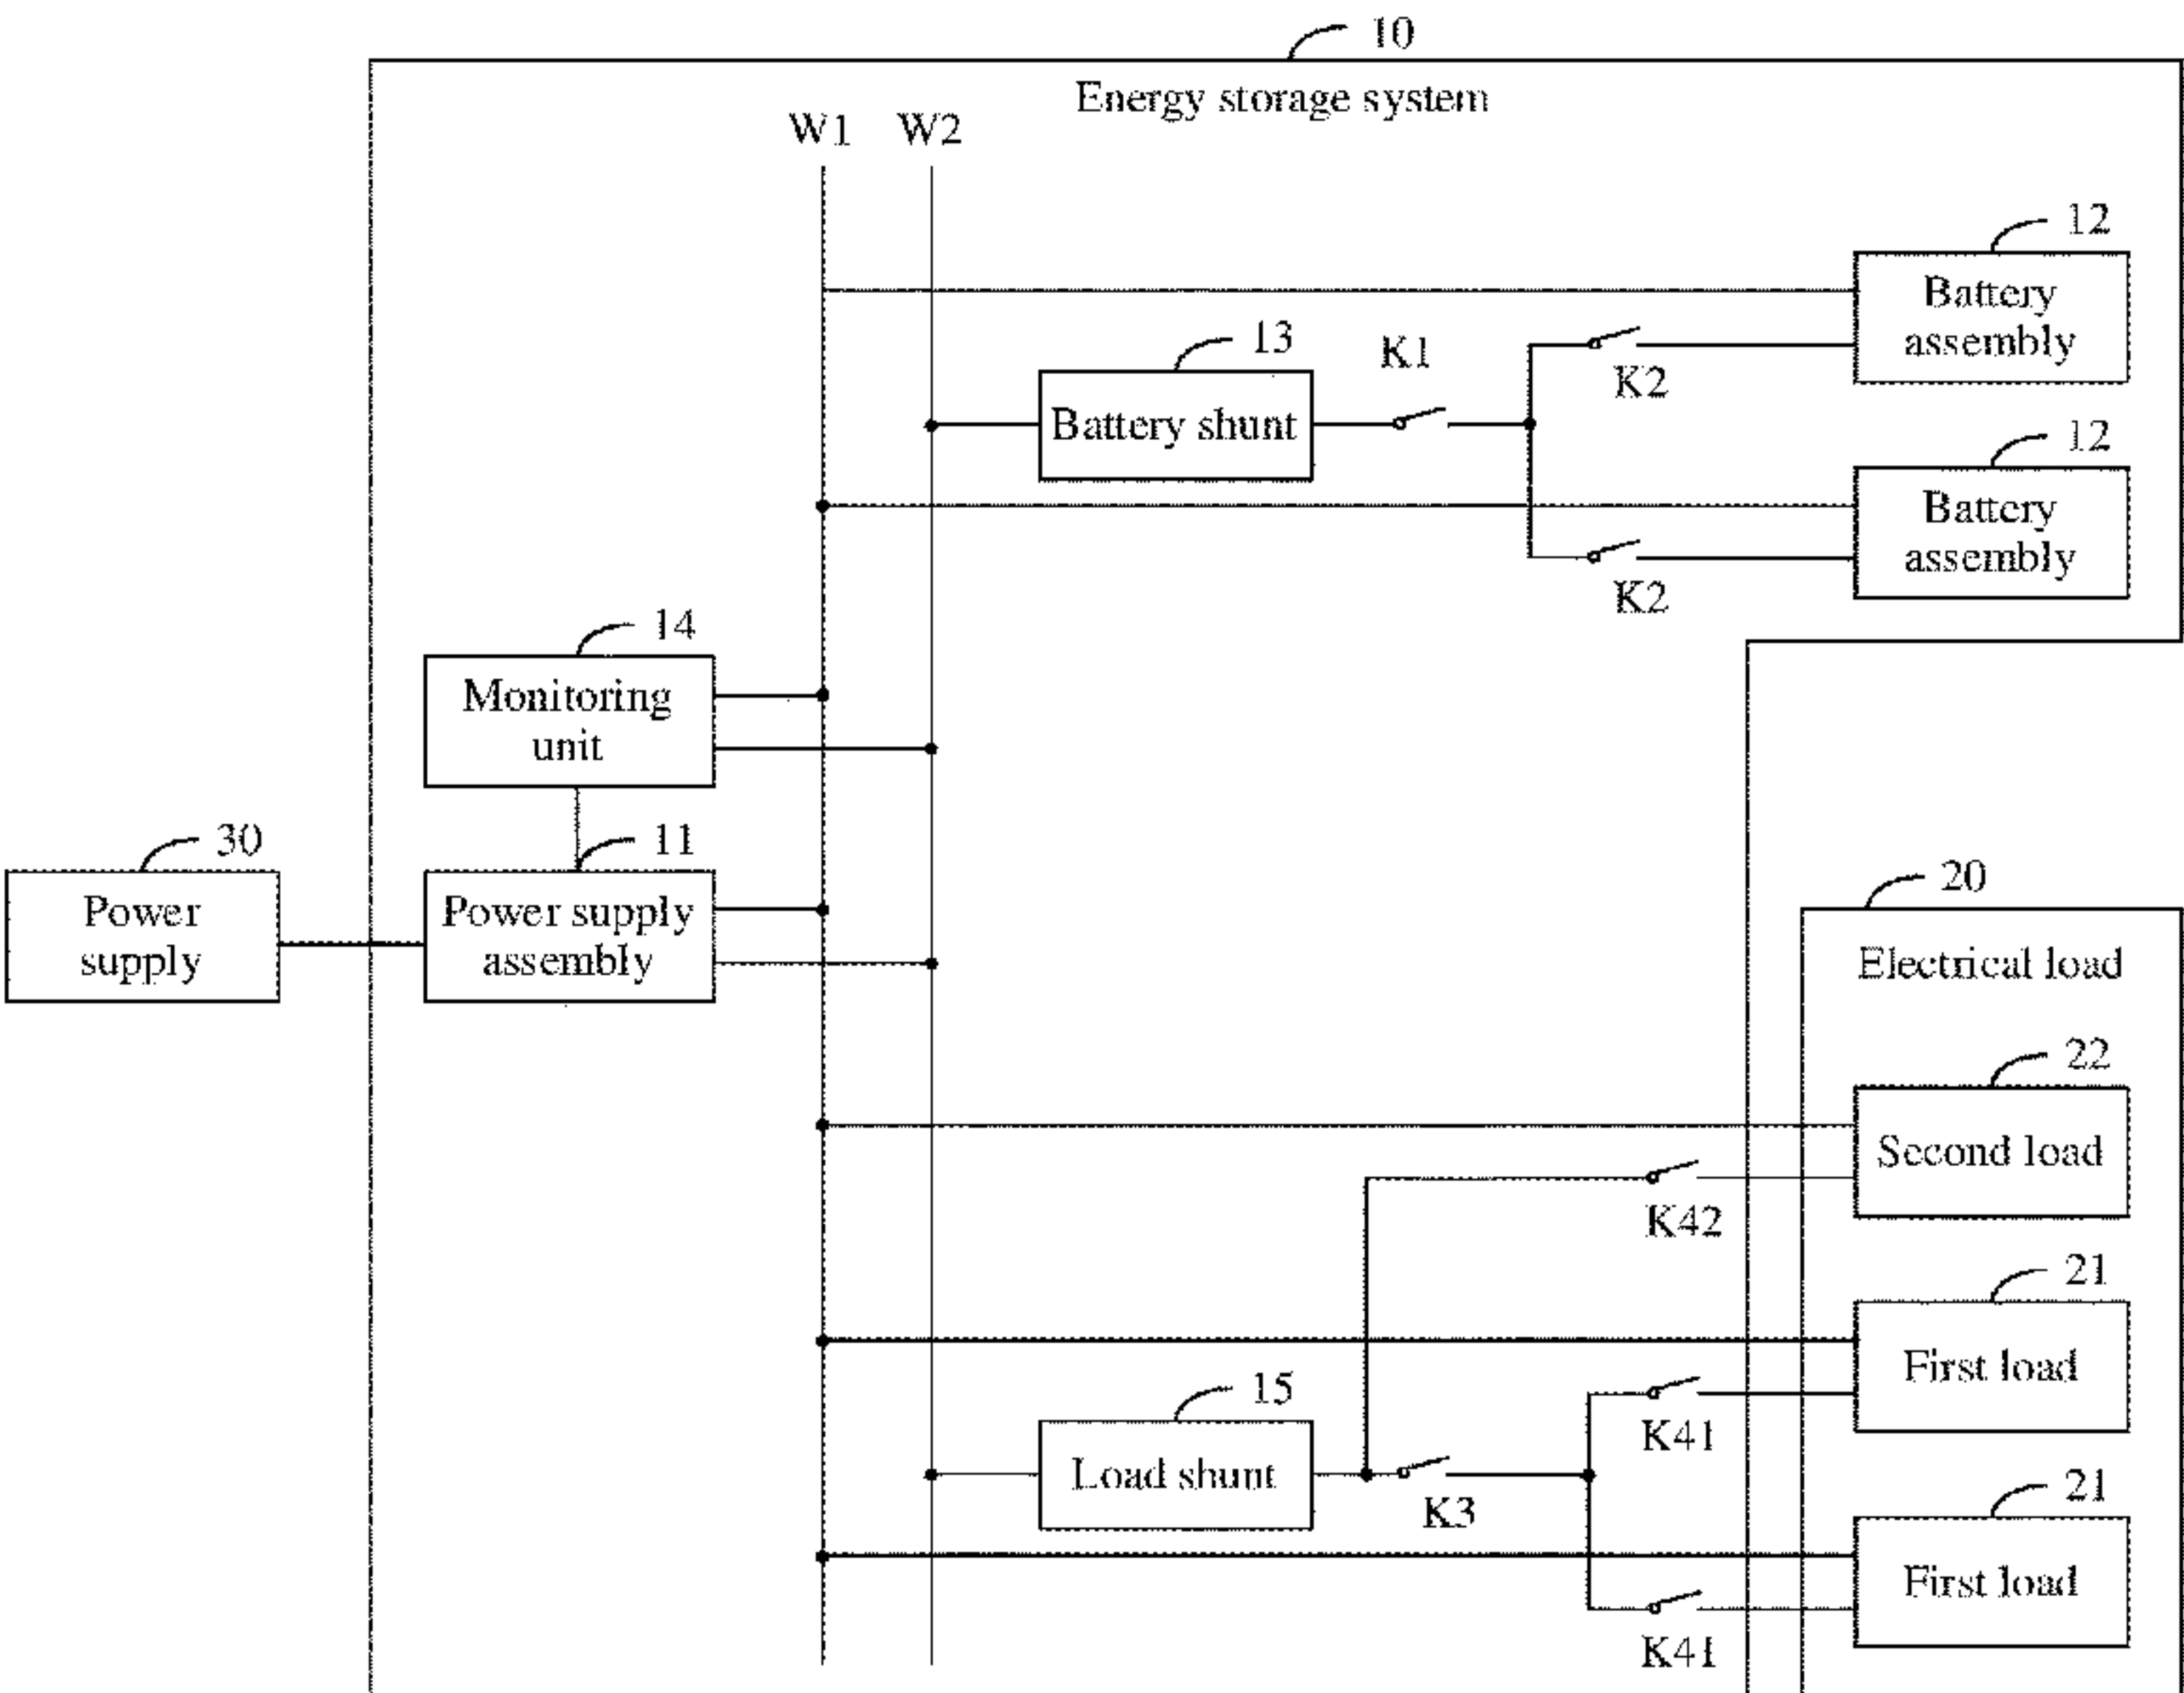 10
Energy storage system
W1 W2
12
Battery
assembly
13
K1
K2
Battery shunt
12
Battery
assembly
K2
14
Monitoring
unit
30
11
Power
supply
Power supply
assembly
20
Electrical load
22
Second load
K42
21
First load
15
K41
Load shunt
K3
21
First load
K41